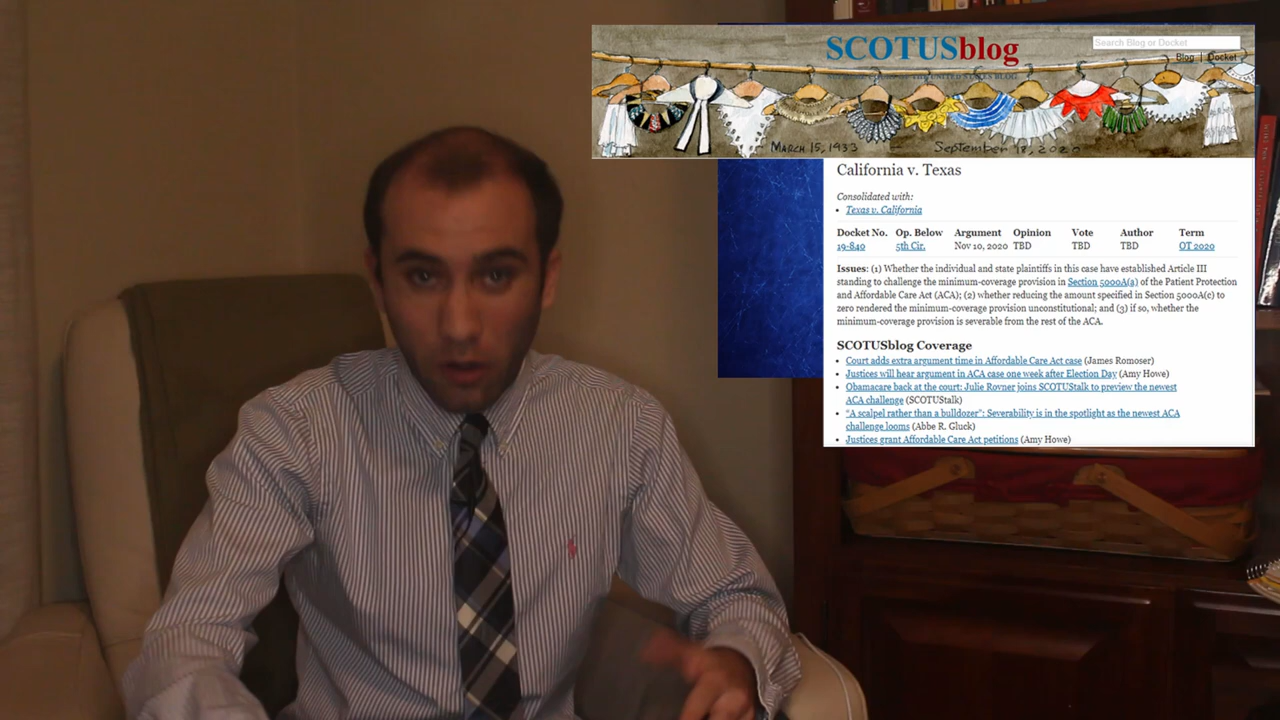 SCOTUSblog
Search Blog or Docket
Blog | Docket
MARCH 15, 1933 September 18, 2020
California v. Texas
Consolidated with:
• Texas v. California
Docket No. Op. Below Argument Opinion Vote Author Term
19-840 5th Cir. Nov 10, 2020 TBD TBD TBD OT 2020
Issues: (1) Whether the individual and state plaintiffs in this case have established Article III
standing to challenge the minimum-coverage provision in Section 5000A(a) of the Patient Protection
and Affordable Care Act (ACA); (2) whether reducing the amount specified in Section 5000A(c) to
zero rendered the minimum-coverage provision unconstitutional; and (3) if so, whether the
minimum-coverage provision is severable from the rest of the ACA.
SCOTUSblog Coverage
• Court adds extra argument time in Affordable Care Act case (James Romoser)
• Justices will hear argument in ACA case one week after Election Day (Amy Howe)
• Obamacare back at the court: Julie Rovner joins SCOTUStalk to preview the newest
ACA challenge (SCOTUStalk)
• "A scalpel rather than a bulldozer": Severability is in the spotlight as the newest ACA
challenge looms (Abbe R. Gluck)
• Justices grant Affordable Care Act petitions (Amy Howe)